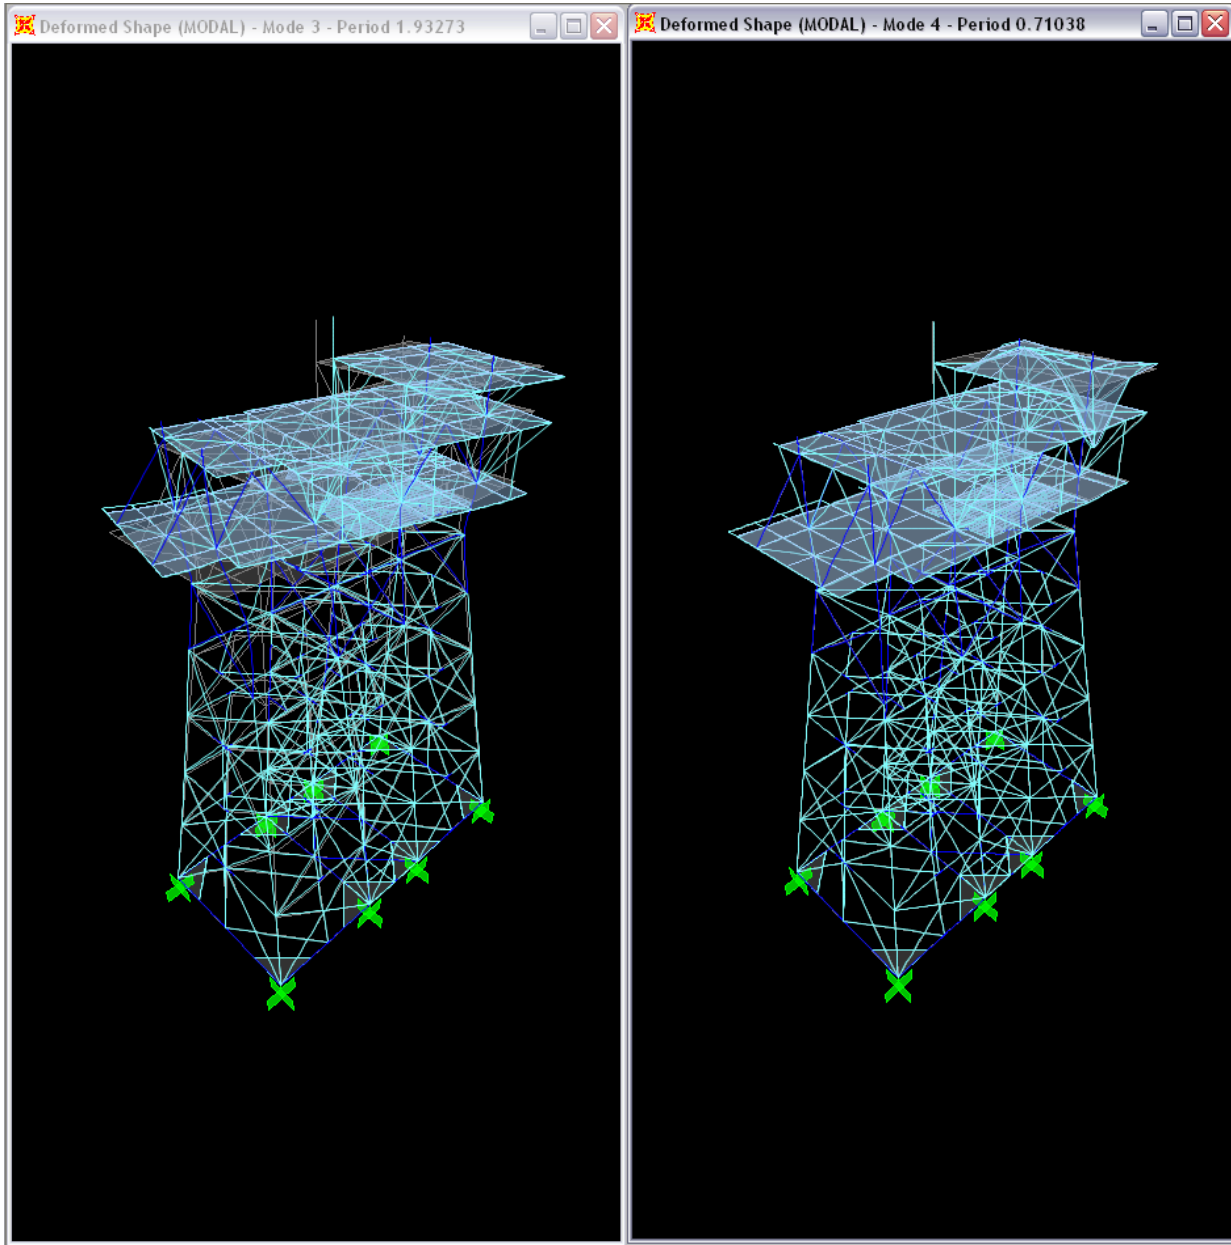 Deformed Shape (MODAL) - Mode 3 - Period 1.93273
Deformed Shape (MODAL) - Mode 4 - Period 0.71038